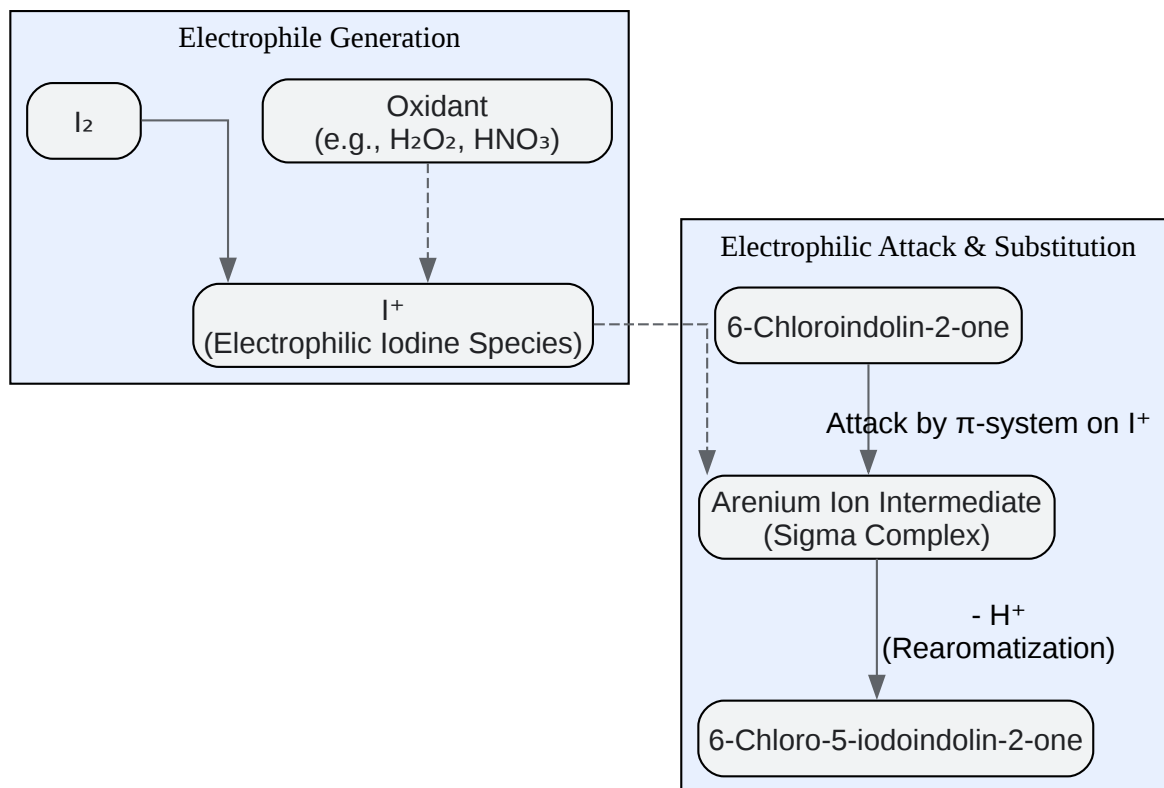 Electrophile Generation
I₂
Oxidant
(e.g., H₂O₂, HNO₃)
I⁺
(Electrophilic Iodine Species)
Electrophilic Attack & Substitution
6-Chloroindolin-2-one
Attack by π-system on I⁺
Arenium Ion Intermediate
(Sigma Complex)
- H⁺
(Rearomatization)
6-Chloro-5-iodoindolin-2-one